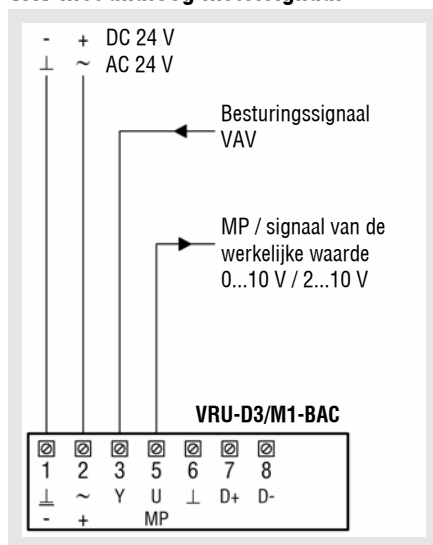 - + DC 24 V
⊥ ~ AC 24 V
Besturingssignaal
VAV
MP / signaal van de
werkelijke waarde
0...10 V / 2...10 V
VRU-D3/M1-BAC
1 2 3 5 6 7 8
⊥ ~ Y U ⊥ D+ D-
- + MP